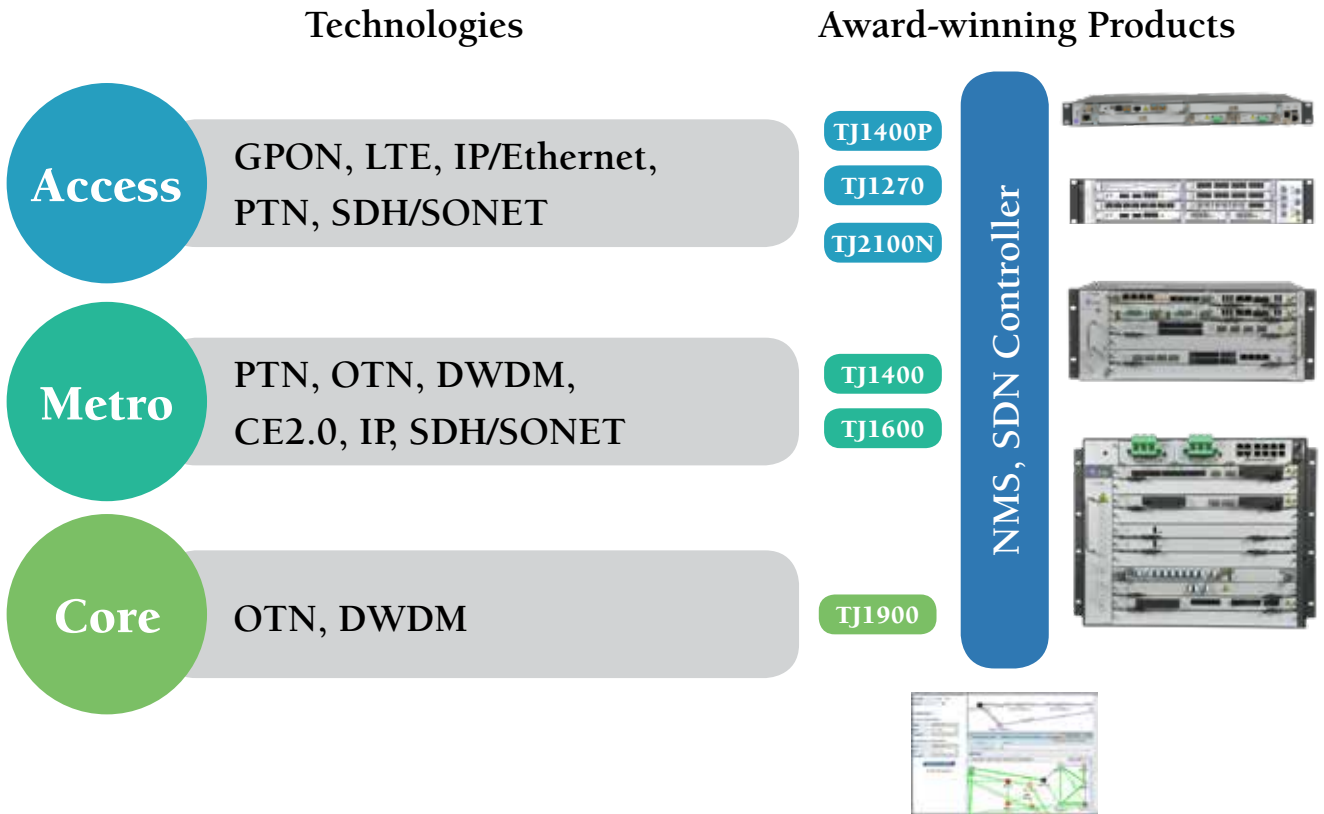 Technologies
Award-winning Products
Access
GPON, LTE, IP/Ethernet,
PTN, SDH/SONET
TJ1400P
TJ1270
TJ2100N
Metro
PTN, OTN, DWDM,
CE2.0, IP, SDH/SONET
TJ1400
TJ1600
Core
OTN, DWDM
TJ1900
NMS, SDN Controller